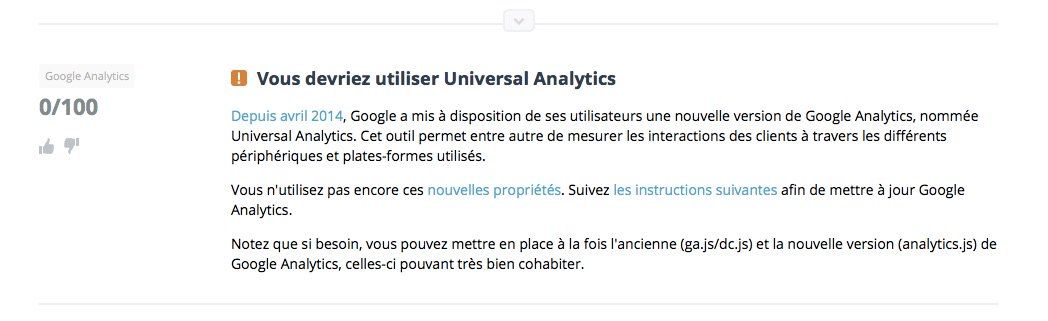 Google Analytics
0/100
Vous devriez utiliser Universal Analytics
Depuis avril 2014, Google a mis à disposition de ses utilisateurs une nouvelle version de Google Analytics, nommée
Universal Analytics. Cet outil permet entre autre de mesurer les interactions des clients à travers les différents
périphériques et plates-formes utilisés.
Vous n'utilisez pas encore ces nouvelles propriétés. Suivez les instructions suivantes afin de mettre à jour Google
Analytics.
Notez que si besoin, vous pouvez mettre en place à la fois l'ancienne (ga.js/dc.js) et la nouvelle version (analytics.js) de
Google Analytics, celles-ci pouvant très bien cohabiter.